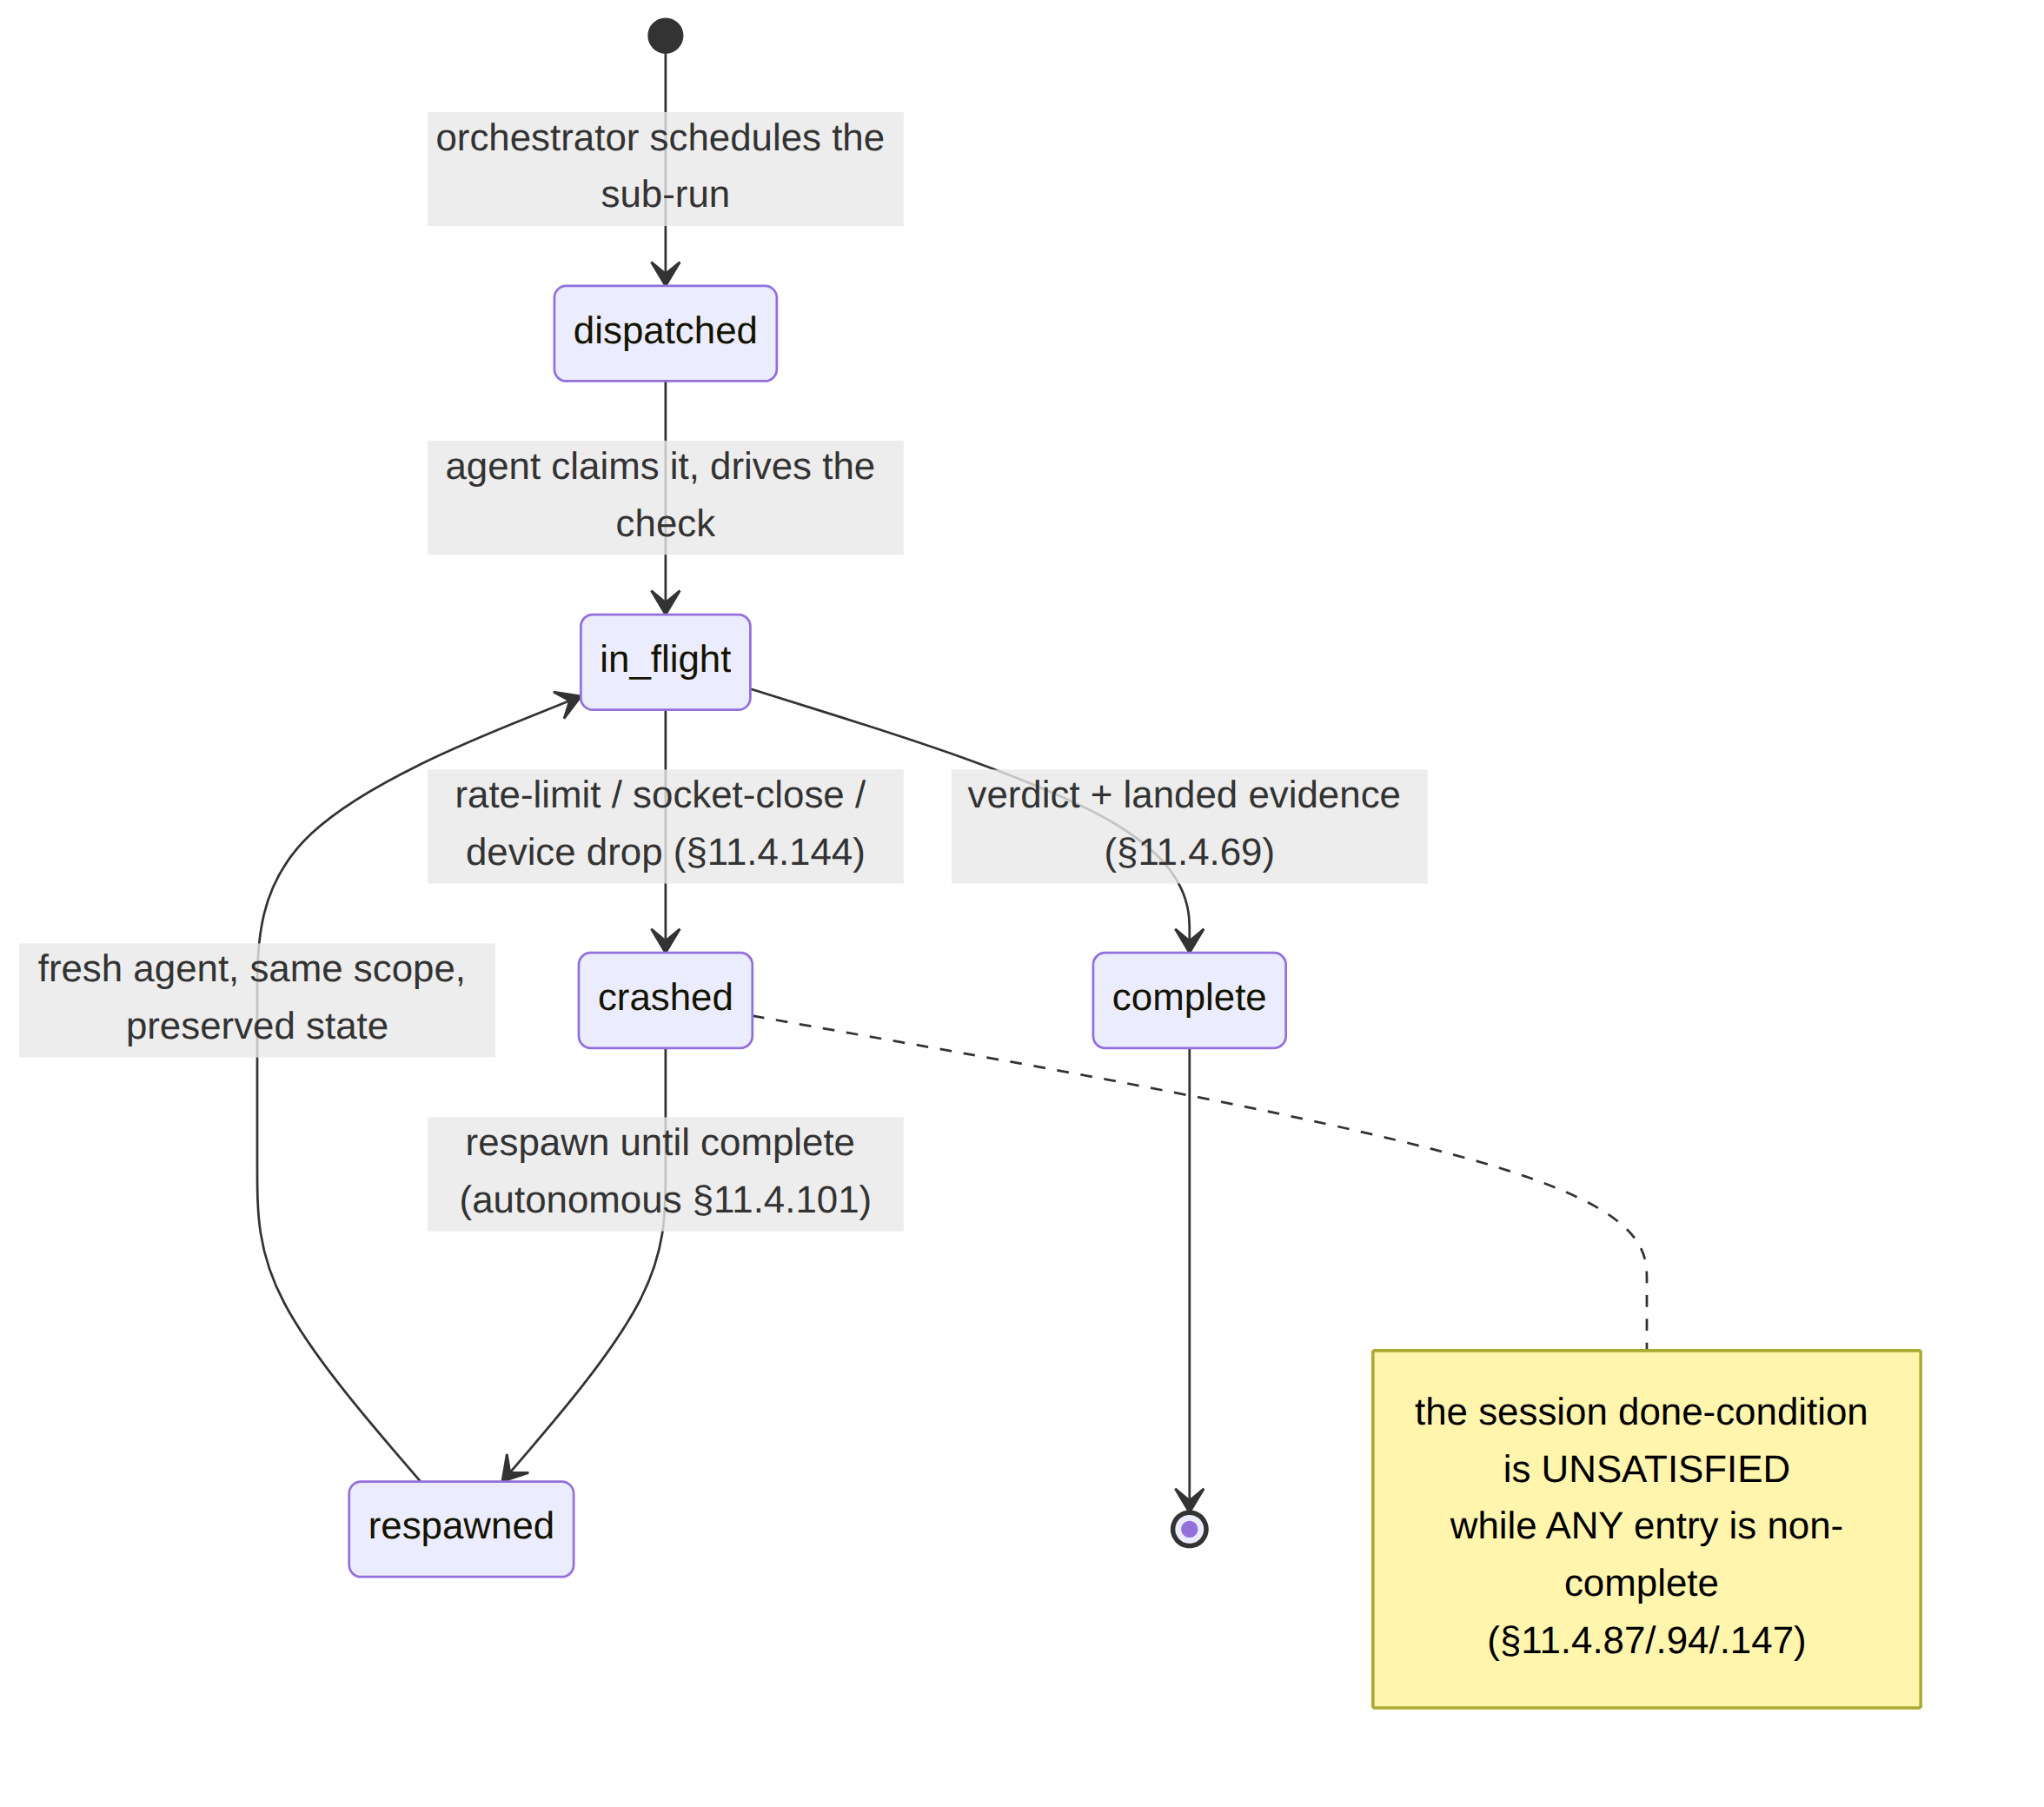 orchestrator schedules the
sub-run
dispatched
agent claims it, drives the
check
in_flight
rate-limit / socket-close /
device drop (§11.4.144)
verdict + landed evidence
(§11.4.69)
fresh agent, same scope,
preserved state
crashed
complete
respawn until complete
(autonomous §11.4.101)
respawned
the session done-condition
is UNSATISFIED
while ANY entry is non-
complete
(§11.4.87/.94/.147)